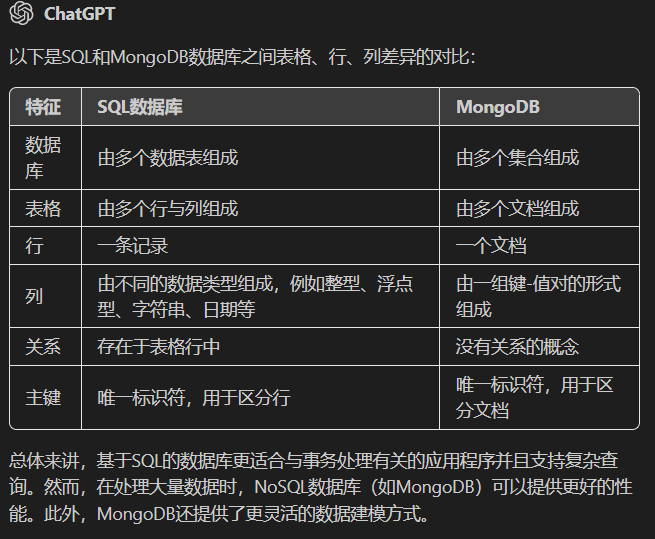 ChatGPT
以下是SQL和MongoDB数据库之间表格、行、列差异的对比：
特征 SQL数据库 MongoDB
数据库 由多个数据表组成 由多个集合组成
表格 由多个行与列组成 由多个文档组成
行 一条记录 一个文档
列 由不同的数据类型组成，例如整型、浮点型、字符串、日期等 由一组键-值对的形式组成
关系 存在于表格行中 没有关系的概念
主键 唯一标识符，用于区分行 唯一标识符，用于区分文档
总体来讲，基于SQL的数据库更适合与事务处理有关的应用程序并且支持复杂查
询。然而，在处理大量数据时，NoSQL数据库（如MongoDB）可以提供更好的性
能。此外，MongoDB还提供了更灵活的数据建模方式。